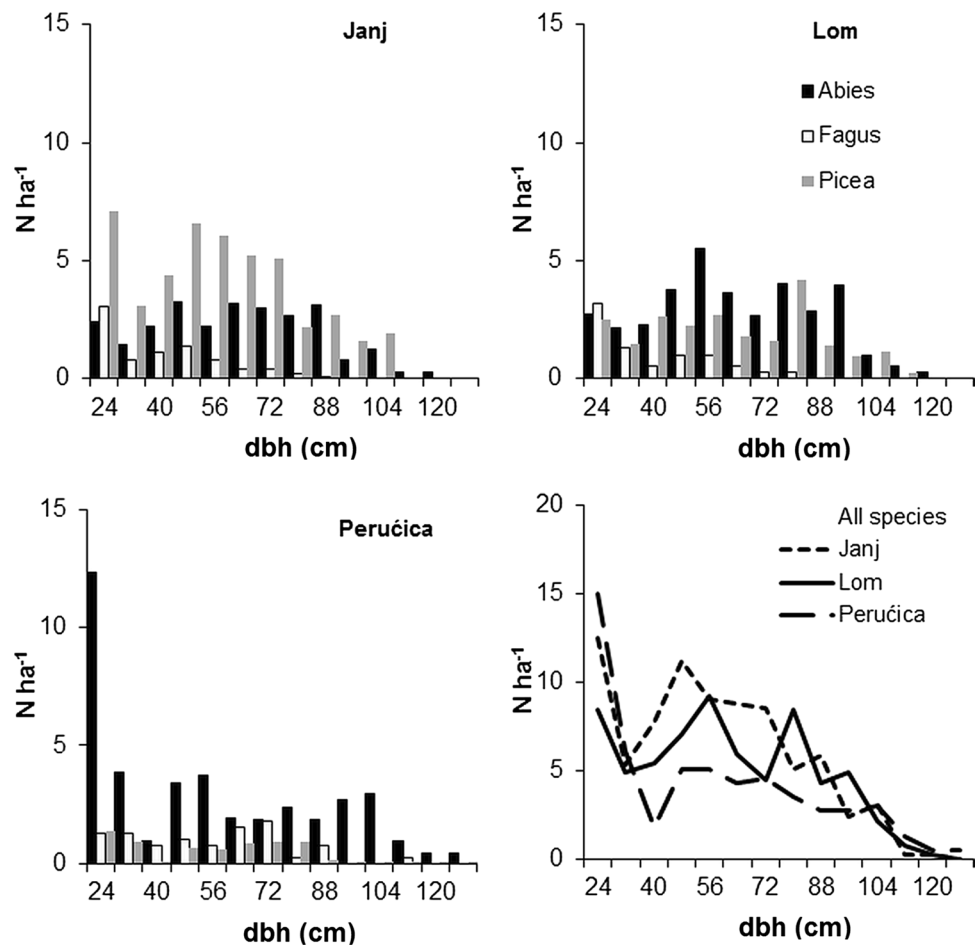 Janj
15
10
5
0
N ha-1
24 40 56 72 88 104 120
dbh (cm)
Lom
Abies
Fagus
Picea
15
10
5
0
N ha-1
24 40 56 72 88 104 120
dbh (cm)
Perućica
15
10
5
0
N ha-1
24 40 56 72 88 104 120
dbh (cm)
All species
Janj
Lom
Perućica
20
15
10
5
0
N ha-1
24 40 56 72 88 104 120
dbh (cm)